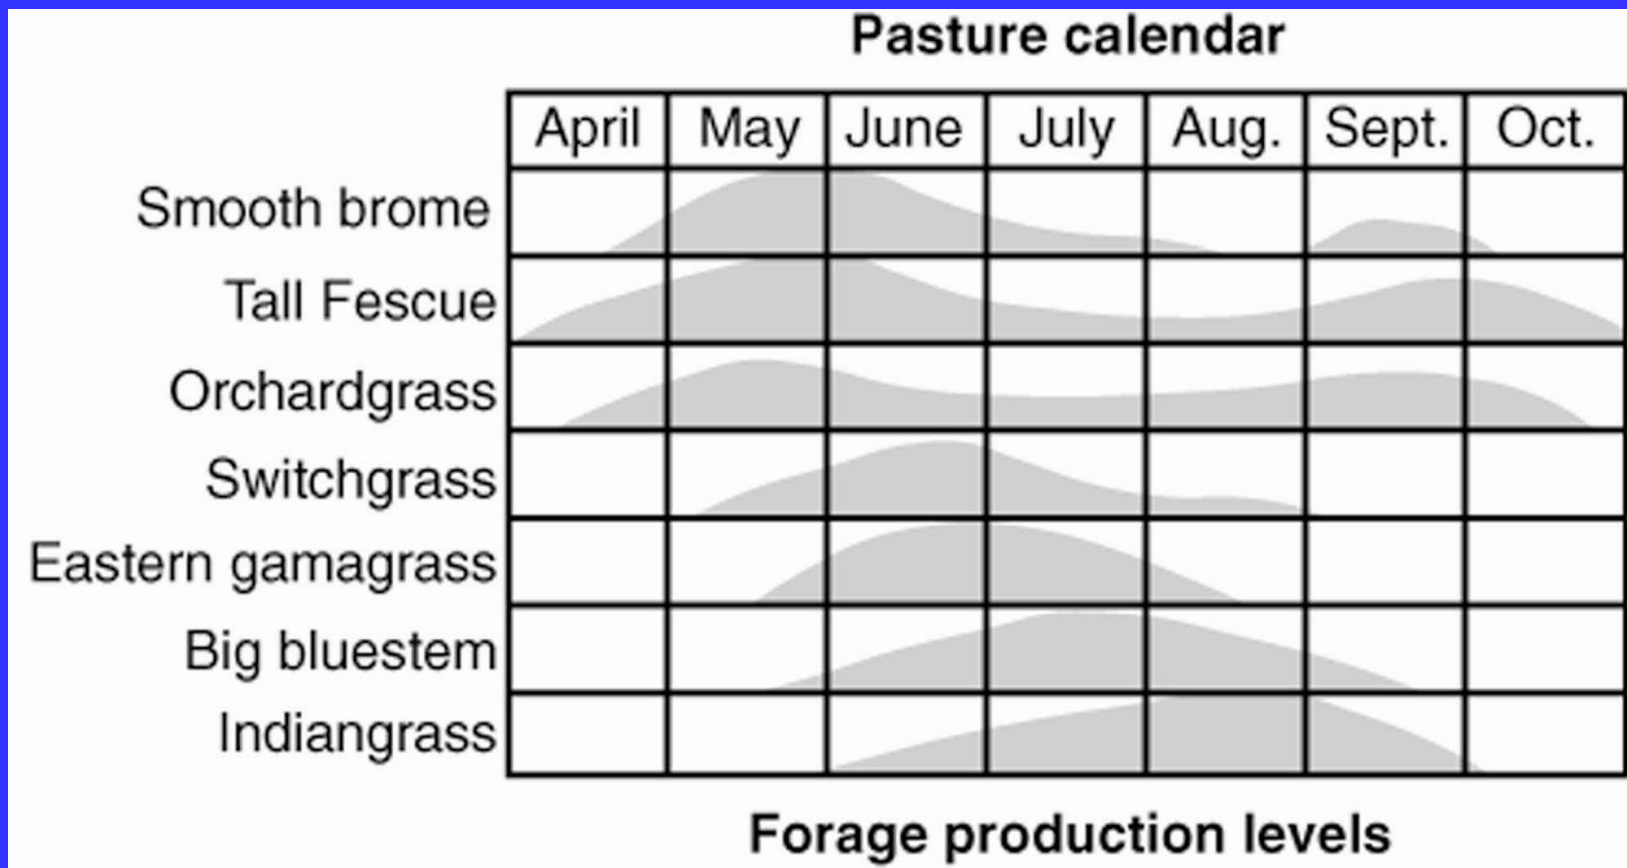 Pasture calendar
April May June July Aug. Sept. Oct.
Smooth brome
Tall Fescue
Orchardgrass
Switchgrass
Eastern gamagrass
Big bluestem
Indiangrass
Forage production levels